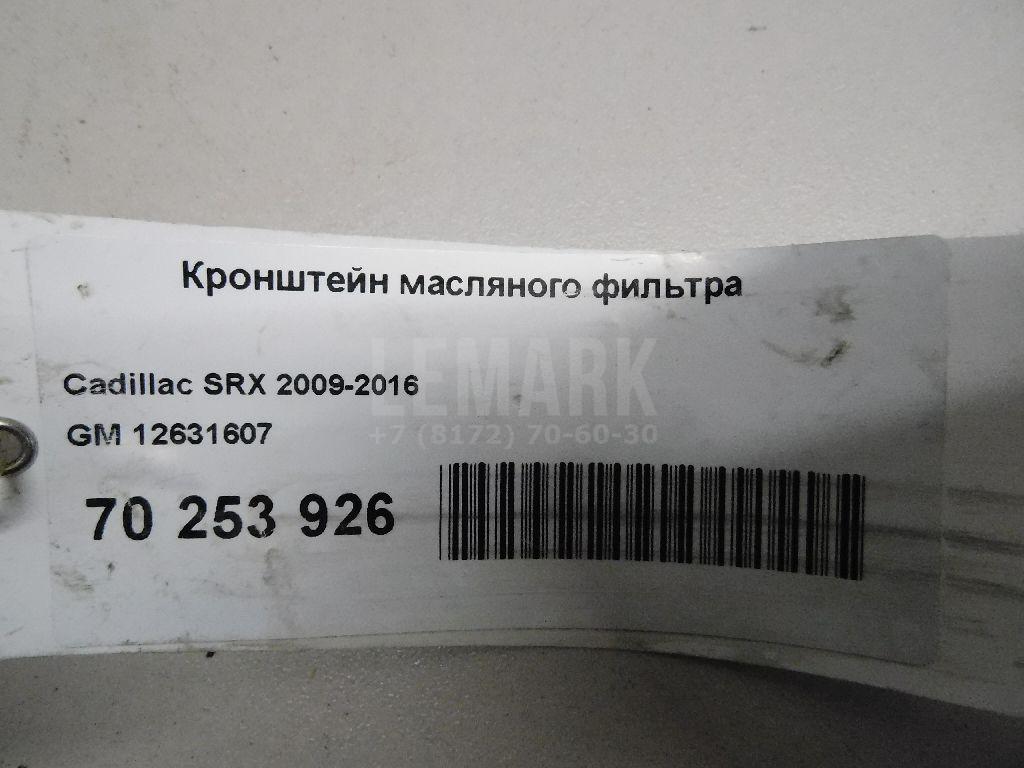 Кронштейн масляного фильтра
LEMARK
Cadillac SRX 2009-2016
+7 (8172) 70-60-30
GM 12631607
70 253 926